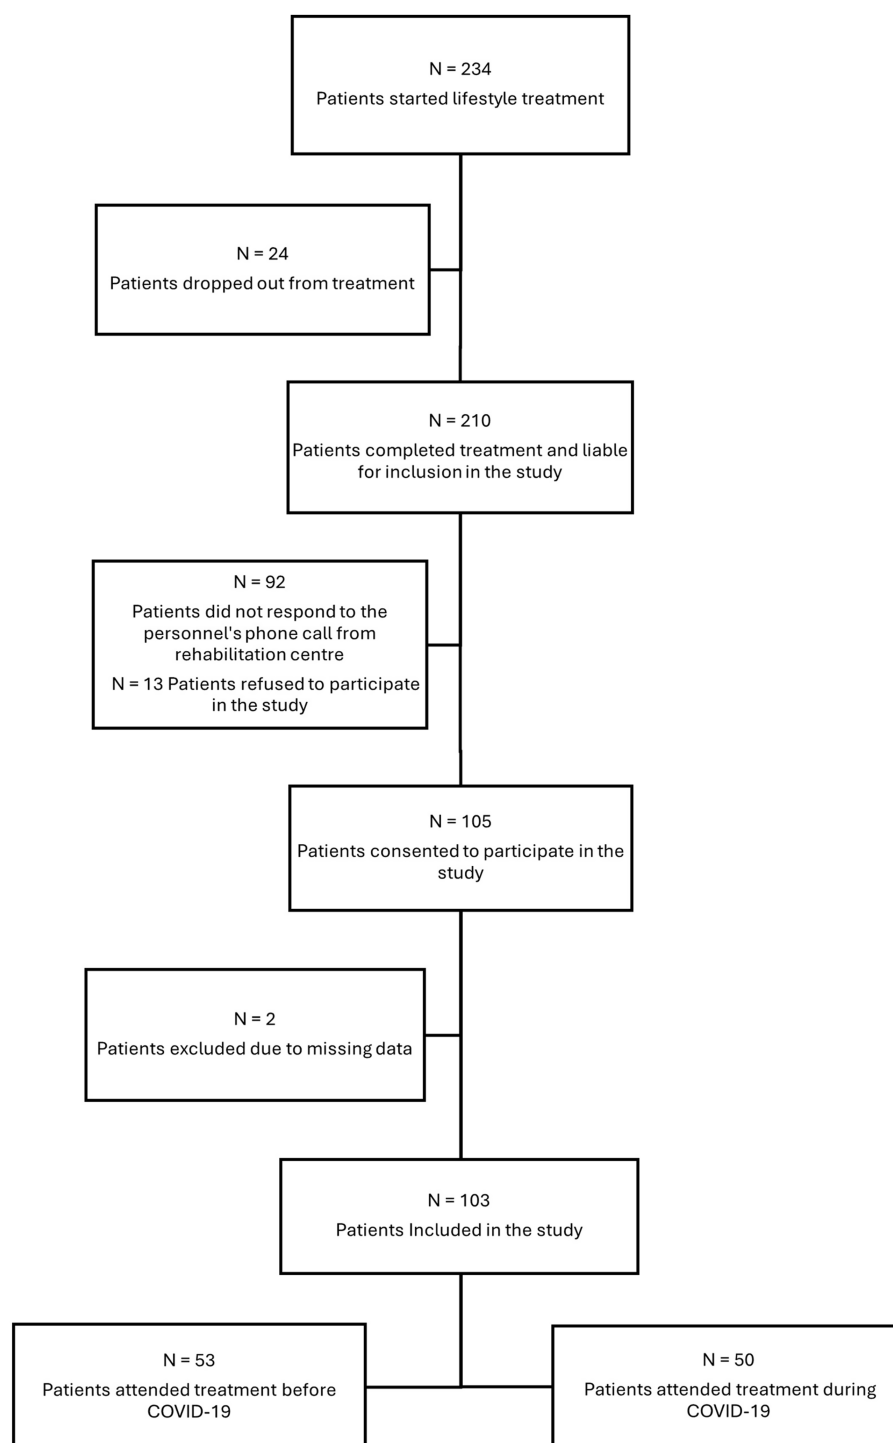 N = 234
Patients started lifestyle treatment
N = 24
Patients dropped out from treatment
N = 210
Patients completed treatment and liable
for inclusion in the study
N = 92
Patients did not respond to the
personnel's phone call from
rehabilitation centre
N = 13 Patients refused to participate
in the study
N = 105
Patients consented to participate in the
study
N = 2
Patients excluded due to missing data
N = 103
Patients Included in the study
N = 53
Patients attended treatment before
COVID-19
N = 50
Patients attended treatment during
COVID-19